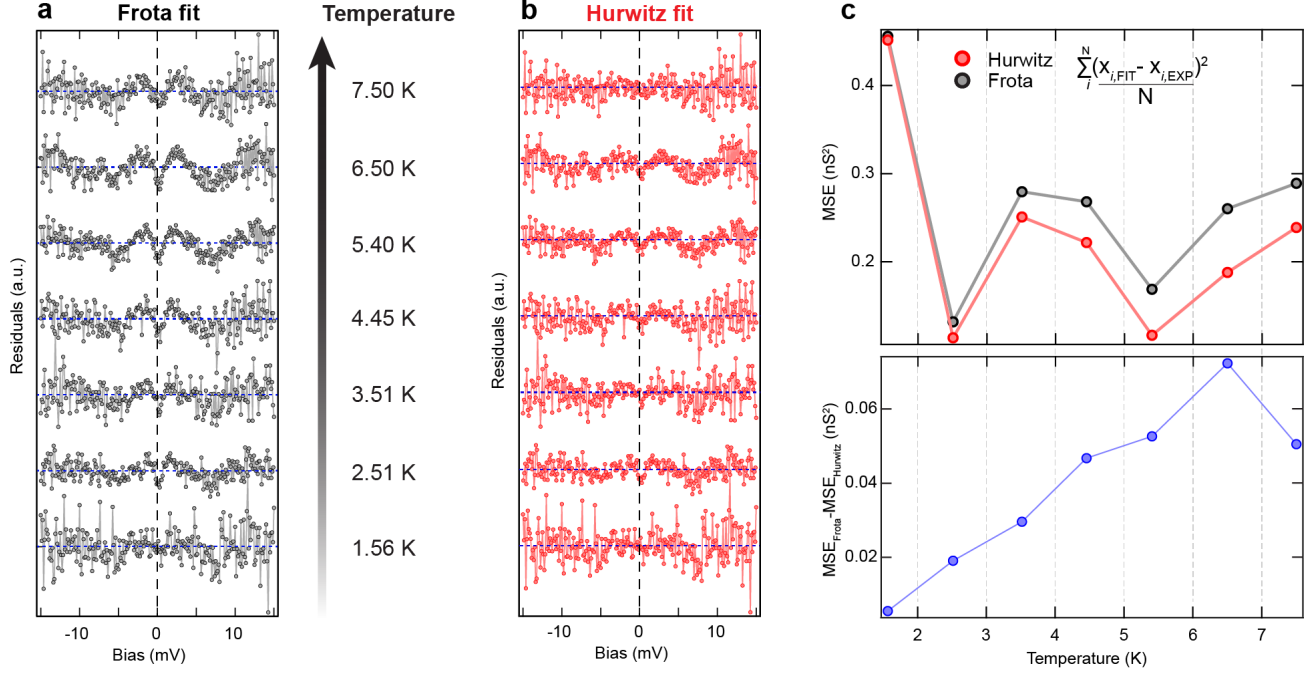 a
Frota fit
Temperature
b
Hurwitz fit
c
Residuals (a.u.)
7.50 K
6.50 K
5.40 K
4.45 K
3.51 K
2.51 K
1.56 K
-10 0 10
Bias (mV)
Residuals (a.u.)
-10 0 10
Bias (mV)
MSE (nS²)
0.4
0.3
0.2
Hurwitz
Frota
N
∑(x_{i,FIT} - x_{i,EXP})²
i
N
MSE_{Frota}-MSE_{Hurwitz} (nS²)
0.06
0.04
0.02
2 3 4 5 6 7
Temperature (K)